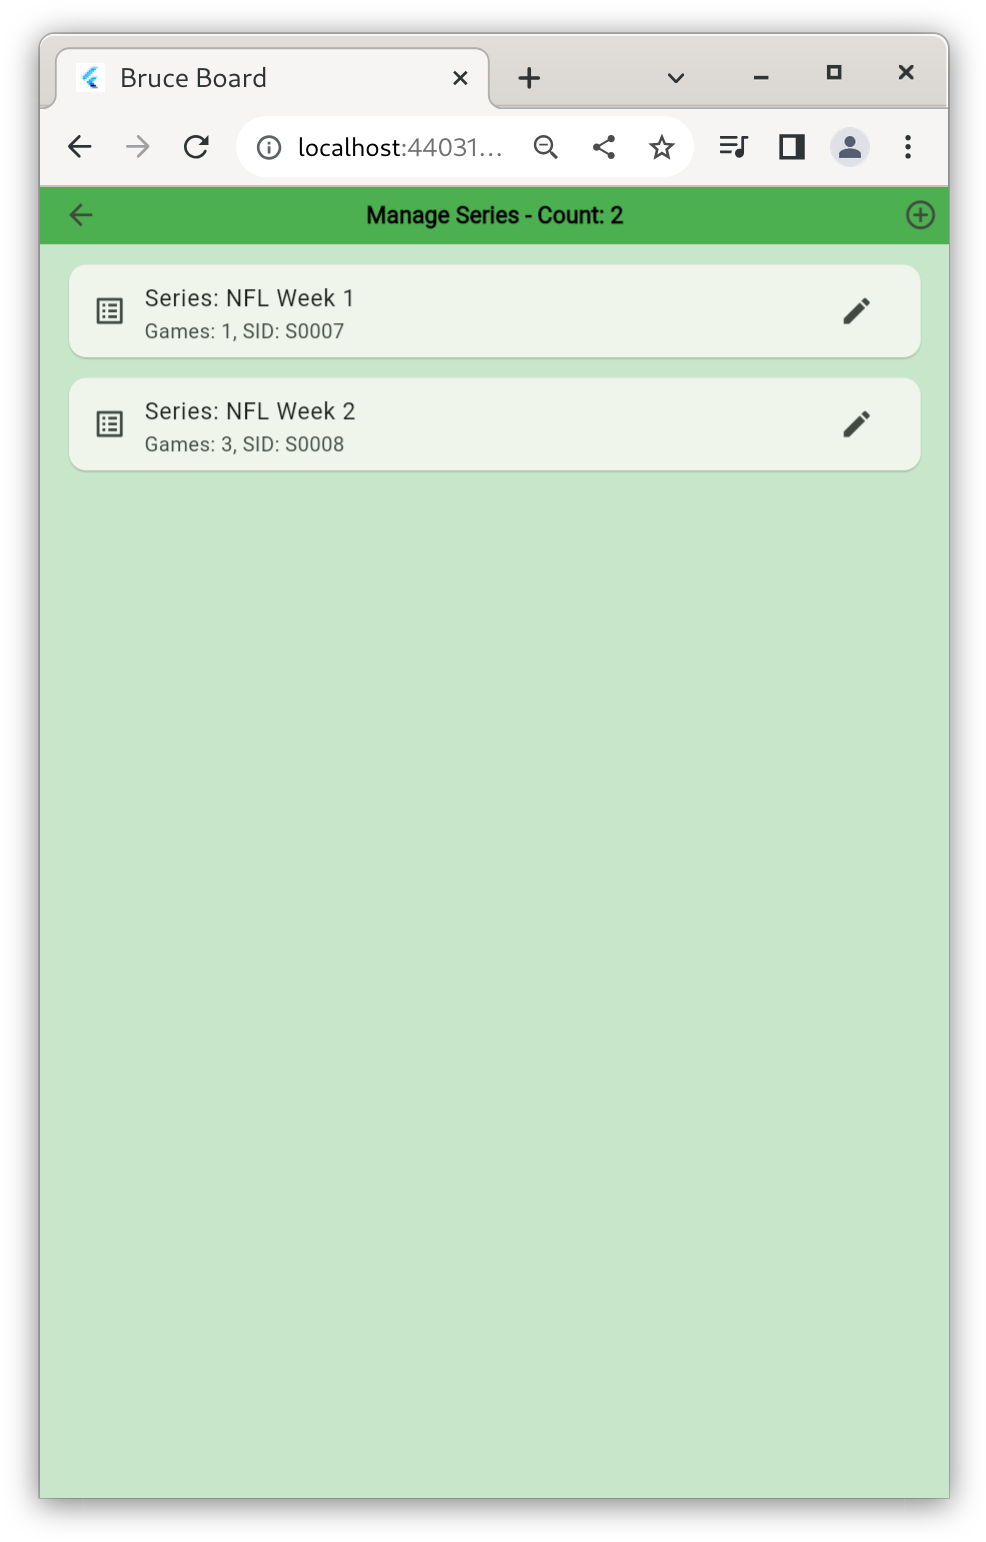 Bruce Board
localhost:44031...
Manage Series - Count: 2
Series: NFL Week 1
Games: 1, SID: S0007
Series: NFL Week 2
Games: 3, SID: S0008